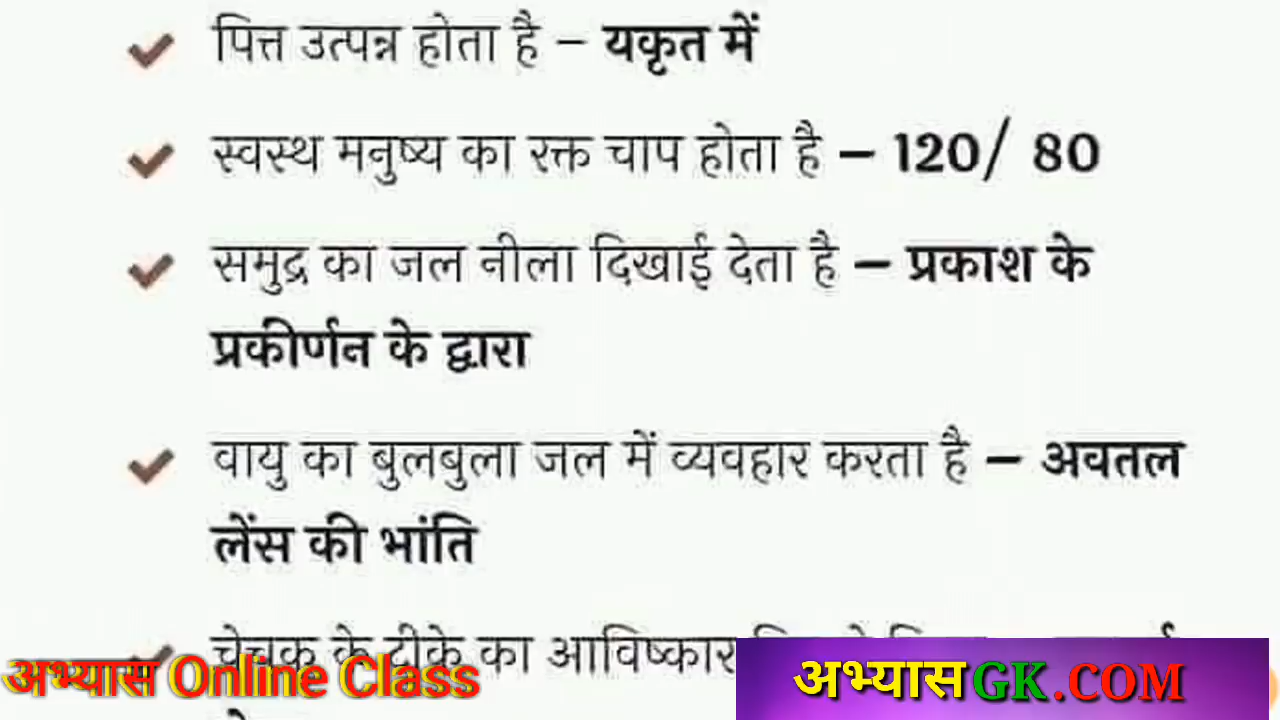 पित्त उत्पन्न होता है – यकृत में
स्वस्थ मनुष्य का रक्त चाप होता है – 120/ 80
समुद्र का जल नीला दिखाई देता है – प्रकाश के
प्रकीर्णन के द्वारा
वायु का बुलबुला जल में व्यवहार करता है – अवतल
लेंस की भांति
चेचक के टीके का आविष्कार
अभ्यास Online Class
अभ्यास GK.COM